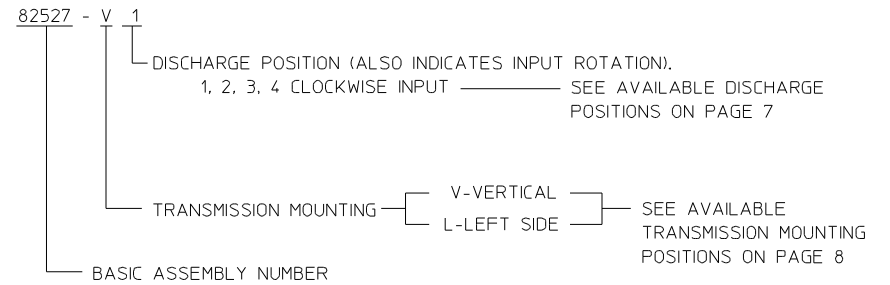 82527 - V 1
DISCHARGE POSITION (ALSO INDICATES INPUT ROTATION).
1, 2, 3, 4 CLOCKWISE INPUT
SEE AVAILABLE DISCHARGE
POSITIONS ON PAGE 7
TRANSMISSION MOUNTING
V-VERTICAL
L-LEFT SIDE
SEE AVAILABLE
TRANSMISSION MOUNTING
POSITIONS ON PAGE 8
BASIC ASSEMBLY NUMBER